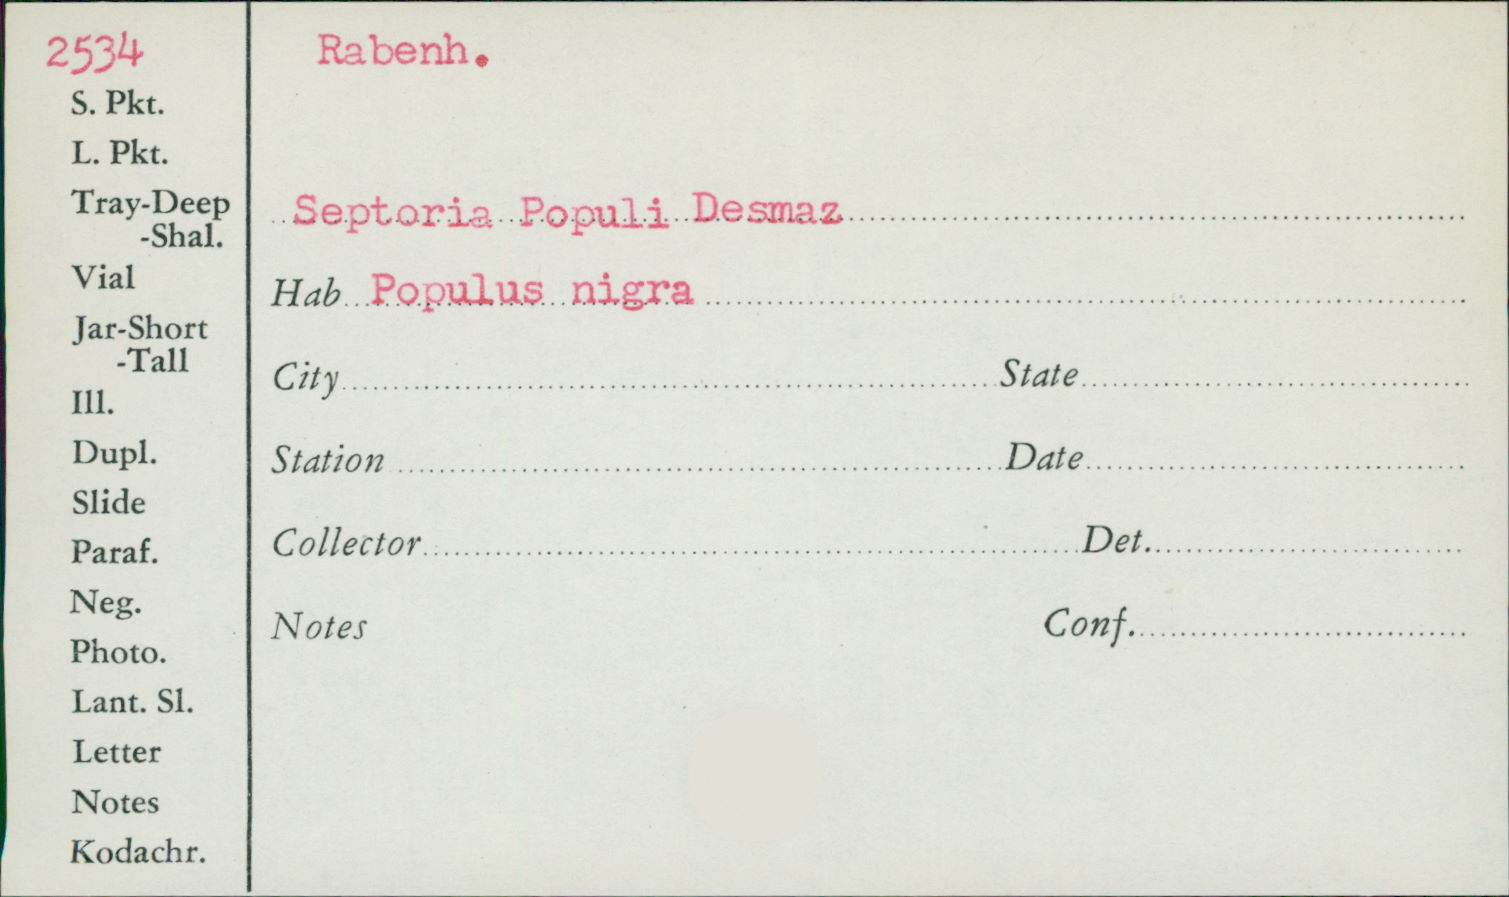 2534
S. Pkt.
L. Pkt.
Tray-Deep
-Shal.
Vial
Jar-Short
-Tall
Ill.
Dupl.
Slide
Paraf.
Neg.
Photo.
Lant. Sl.
Letter
Notes
Kodachr.
Rabenh.
Septoria Populi Desmaz
Hab Populus nigra
City State
Station Date
Collector Det.
Notes Conf.